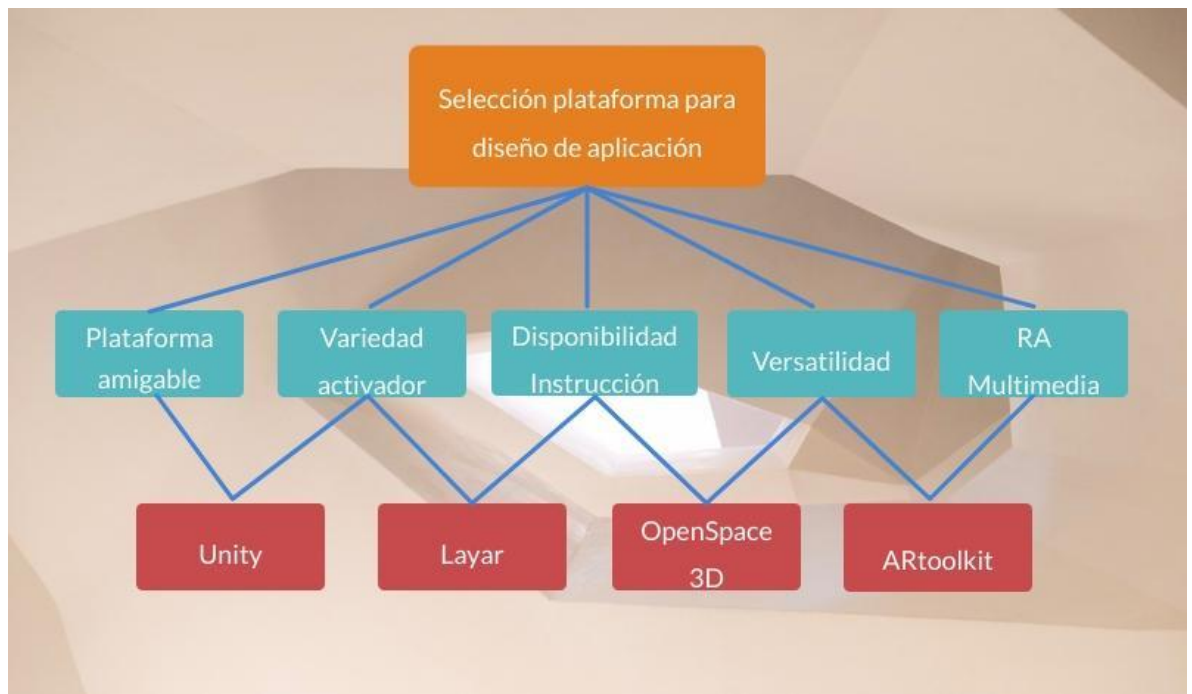 Selección plataforma para
diseño de aplicación
Plataforma
amigable
Variedad
activador
Disponibilidad
Instrucción
Versatilidad
RA
Multimedia
Unity
Layar
OpenSpace
3D
ARtoolkit